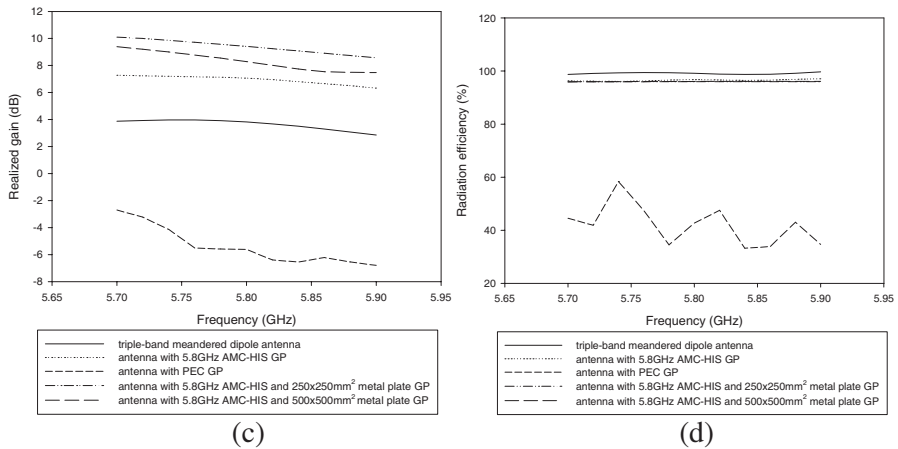 12
10
8
6
4
2
0
-2
-4
-6
-8
Realized gain (dB)
5.65 5.70 5.75 5.80 5.85 5.90 5.95
Frequency (GHz)
triple-band meandered dipole antenna
antenna with 5.8GHz AMC-HIS GP
antenna with PEC GP
antenna with 5.8GHz AMC-HIS and 250x250mm² metal plate GP
antenna with 5.8GHz AMC-HIS and 500x500mm² metal plate GP
(c)
120
100
80
60
40
20
Radiation efficiency (%)
5.65 5.70 5.75 5.80 5.85 5.90 5.95
Frequency (GHz)
triple-band meandered dipole antenna
antenna with 5.8GHz AMC-HIS GP
antenna with PEC GP
antenna with 5.8GHz AMC-HIS and 250x250mm² metal plate GP
antenna with 5.8GHz AMC-HIS and 500x500mm² metal plate GP
(d)